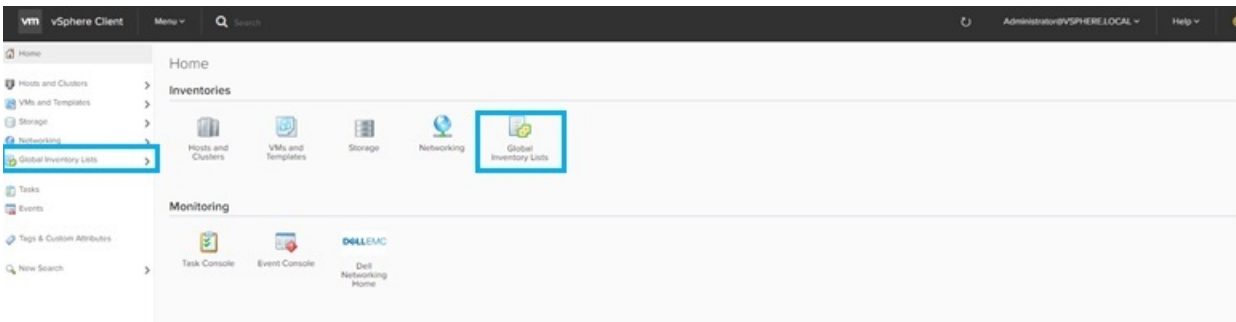 vm vSphere Client Menu Search Administrator@VSPHERE.LOCAL Help
Home
Hosts and Clusters
VMs and Templates
Storage
Networking
Global Inventory Lists
Tasks
Events
Tags & Custom Attributes
New Search
Home
Inventories
Hosts and
Clusters
VMs and
Templates
Storage
Networking
Global
Inventory Lists
Monitoring
Task Console
Event Console
DELLEMC
Dell
Networking
Home